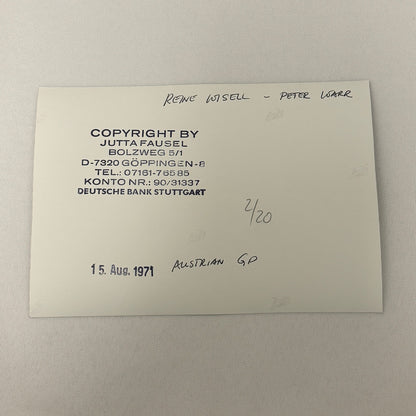 REINE WISELL - PETER WARR
COPYRIGHT BY
JUTTA FAUSEL
BOLZWEG 5/1
D-7320 GÖPPINGEN-8
TEL.: 07161-76585
KONTO NR.: 90/31337
DEUTSCHE BANK STUTTGART
2/20
15. Aug. 1971 AUSTRIAN GP